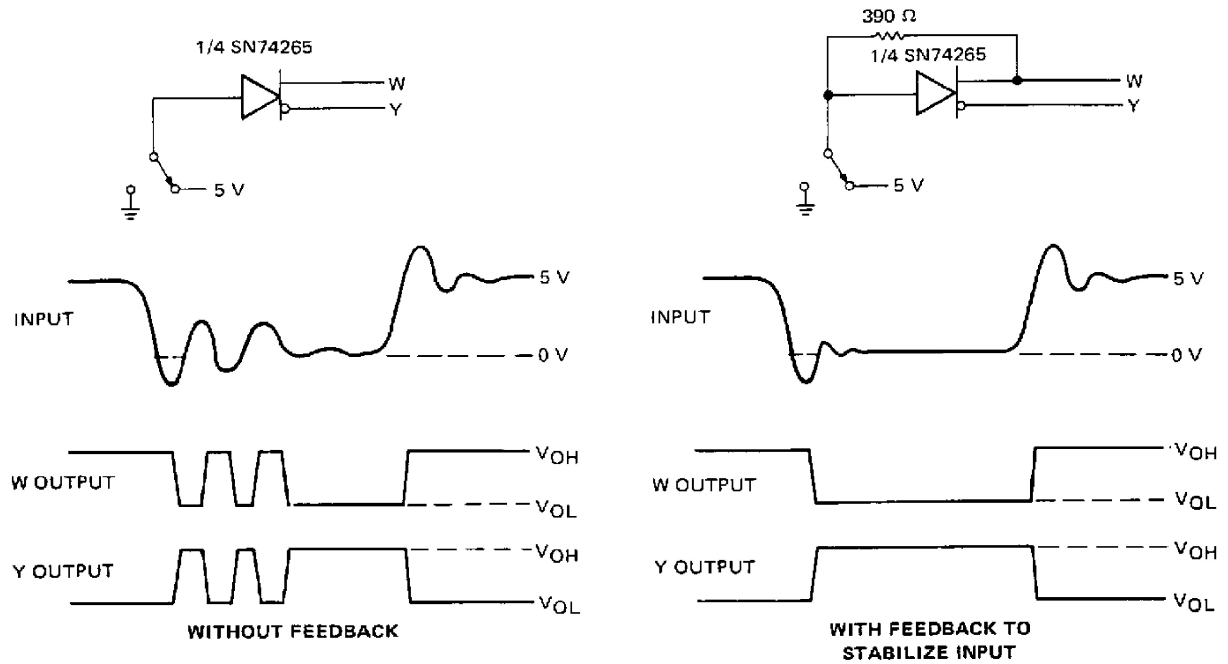 1/4 SN74265
W
Y
5 V
INPUT
5 V
0 V
W OUTPUT
VOH
VOL
Y OUTPUT
VOH
VOL
WITHOUT FEEDBACK
390 Ω
1/4 SN74265
W
Y
5 V
INPUT
5 V
0 V
W OUTPUT
VOH
VOL
Y OUTPUT
VOH
VOL
WITH FEEDBACK TO
STABILIZE INPUT